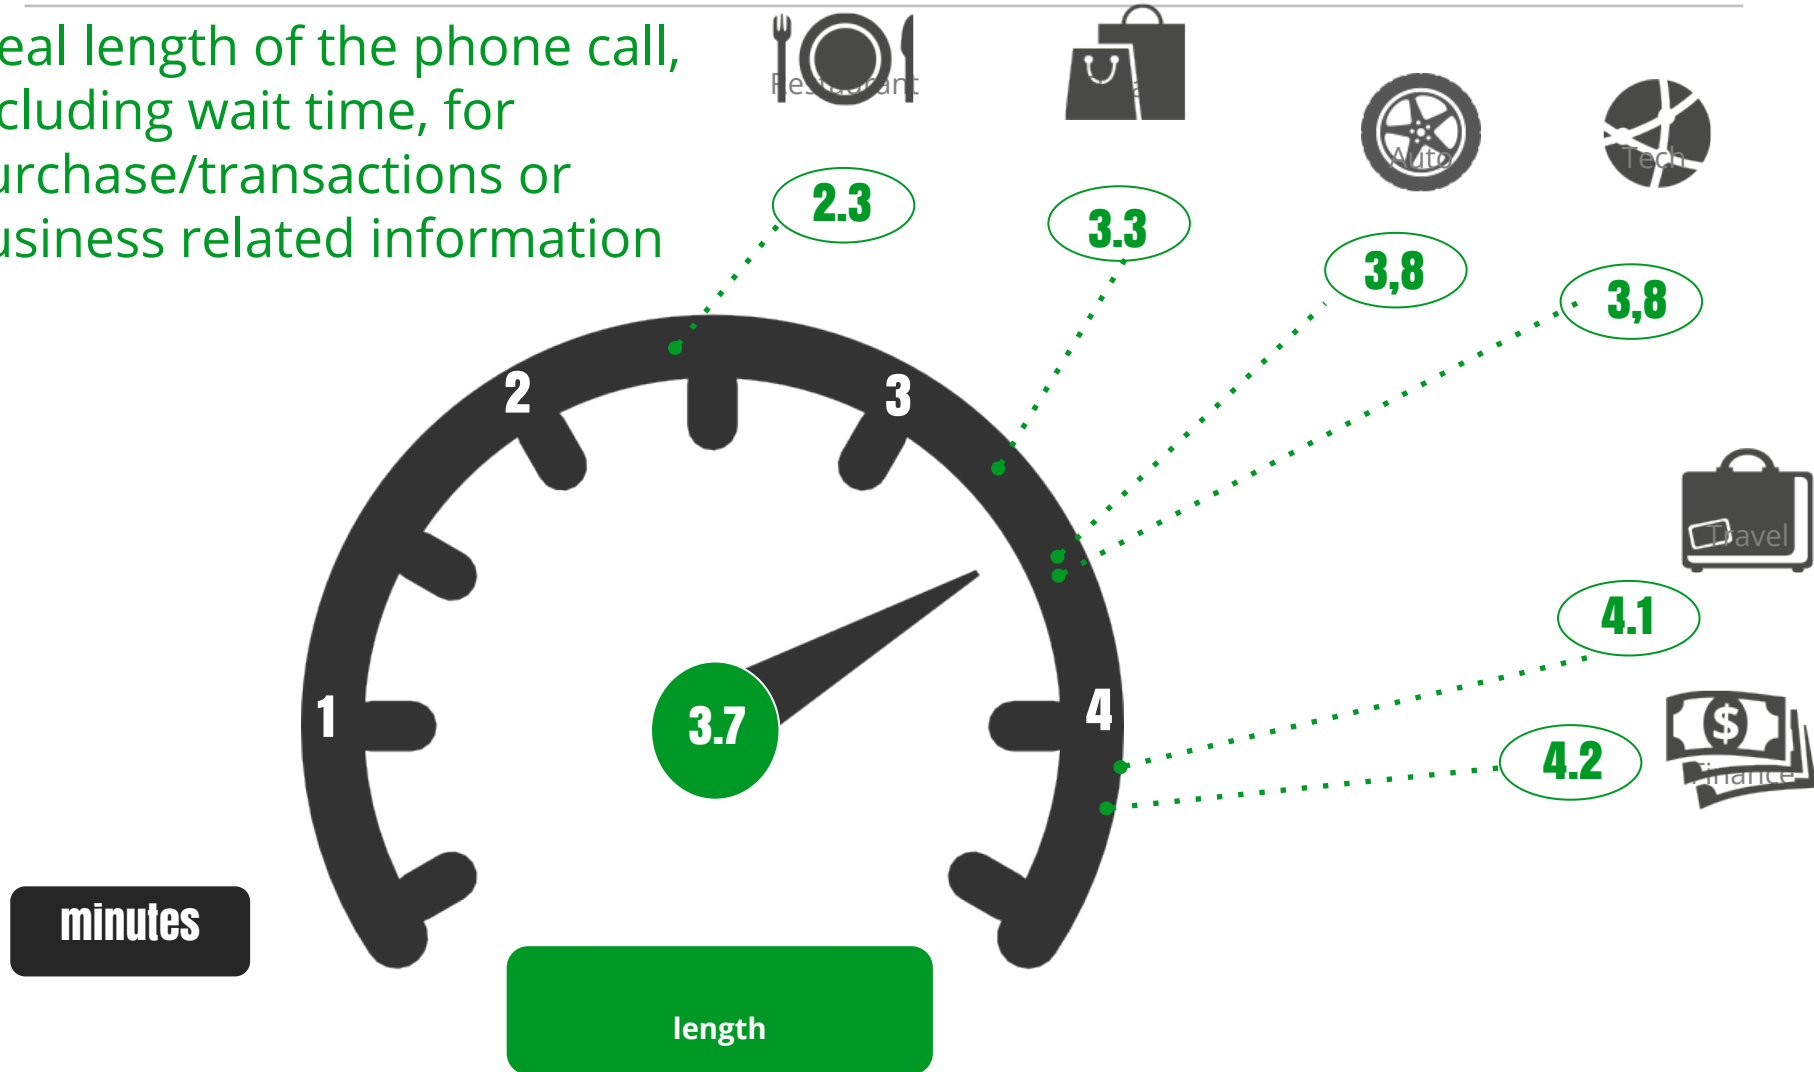 eal length of the phone call,
cluding wait time, for
urchase/transactions or
usiness related information
Restaurant
Auto
Tech
2.3
3.3
3,8
3,8
2
3
Travel
4.1
1
3.7
4
4.2
Finance
minutes
length